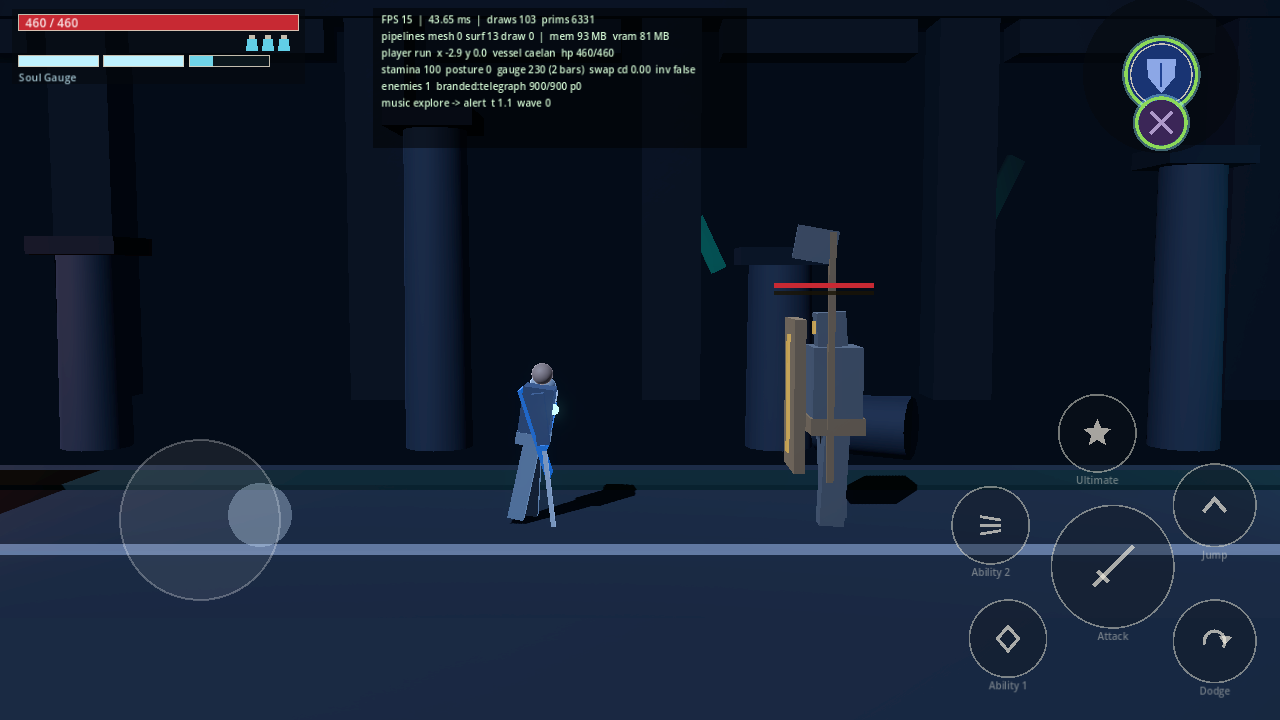 460 / 460
Soul Gauge
FPS 15 | 43.65 ms | draws 103 prims 6331
pipelines mesh 0 surf 13 draw 0 | mem 93 MB vram 81 MB
player run x -2.9 y 0.0 vessel caelan hp 460/460
stamina 100 posture 0 gauge 230 (2 bars) swap cd 0.00 inv false
enemies 1 branded:telegraph 900/900 p0
music explore -> alert t 1.1 wave 0
Ultimate
Ability 2
Jump
Attack
Ability 1
Dodge